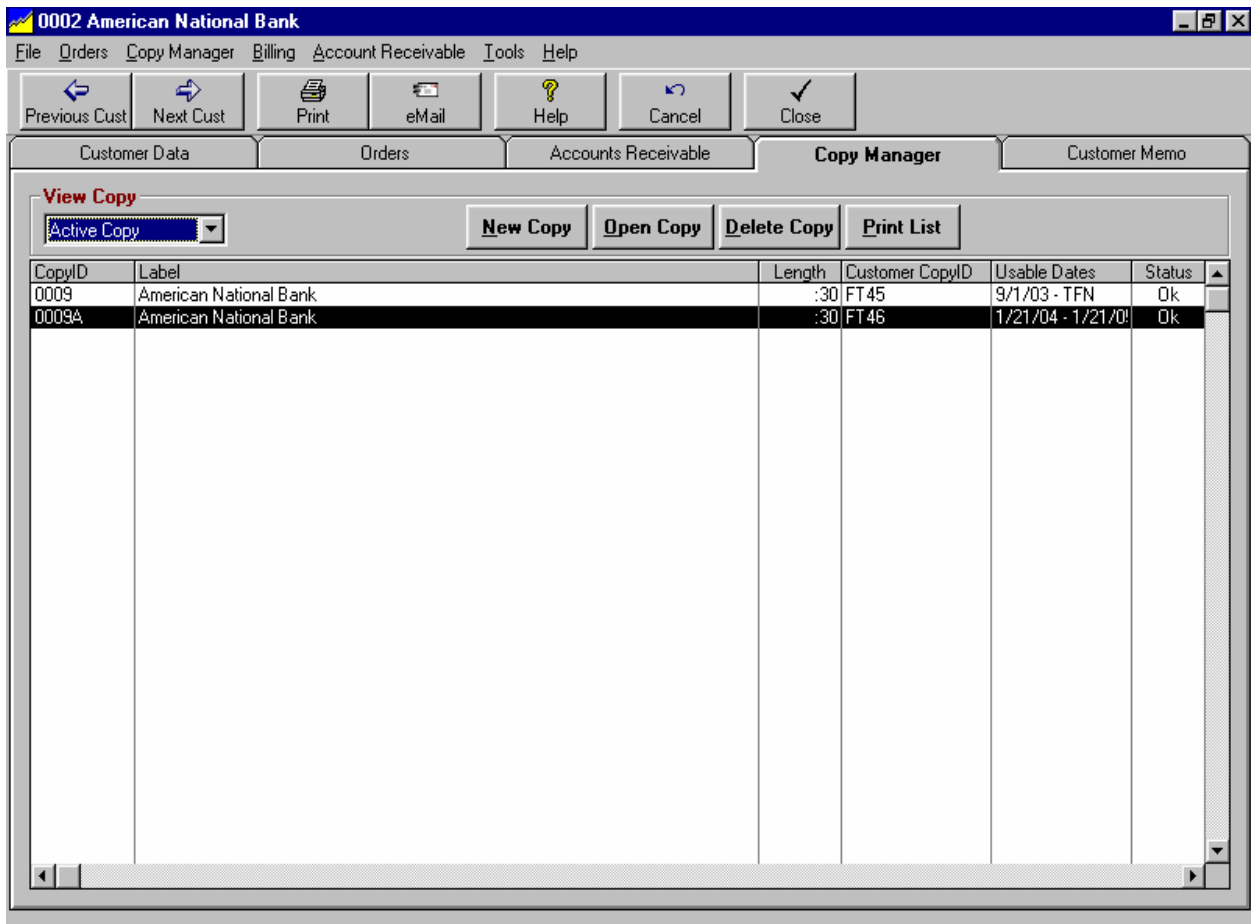 0002 American National Bank
File Orders Copy Manager Billing Account Receivable Tools Help
Previous Cust Next Cust Print eMail Help Cancel Close
Customer Data Orders Accounts Receivable Copy Manager Customer Memo
View Copy
Active Copy New Copy Open Copy Delete Copy Print List
CopyID Label Length Customer CopyID Usable Dates Status
0009 American National Bank :30 FT45 9/1/03 - TFN Ok
0009A American National Bank :30 FT46 1/21/04 - 1/21/0 Ok